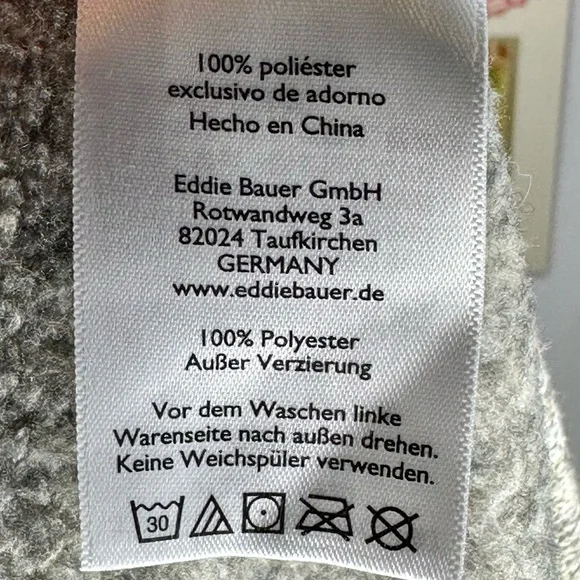 100% poliéster
exclusivo de adorno
Hecho en China
Eddie Bauer GmbH
Rotwandweg 3a
82024 Taufkirchen
GERMANY
www.eddiebauer.de
100% Polyester
Außer Verzierung
Vor dem Waschen linke
Warenseite nach außen drehen.
Keine Weichspüler verwenden.
30